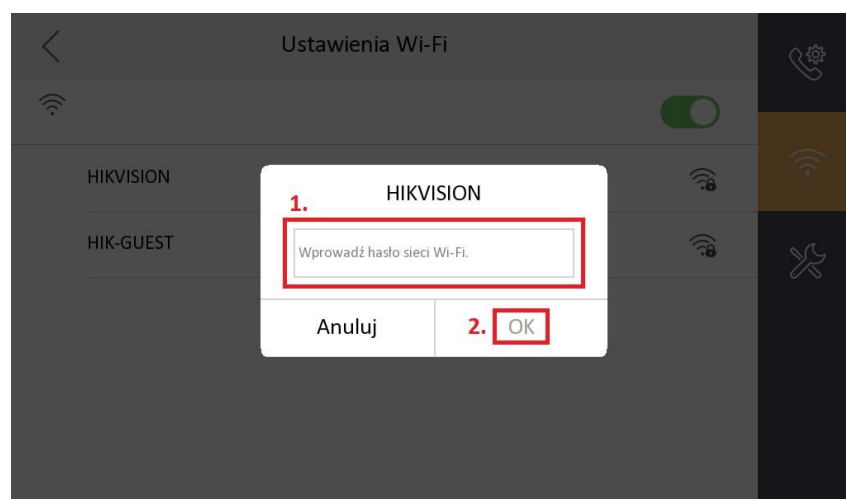 Ustawienia Wi-Fi
HIKVISION
HIK-GUEST
HIKVISION
1.
Wprowadź hasło sieci Wi-Fi.
Anuluj
2. OK